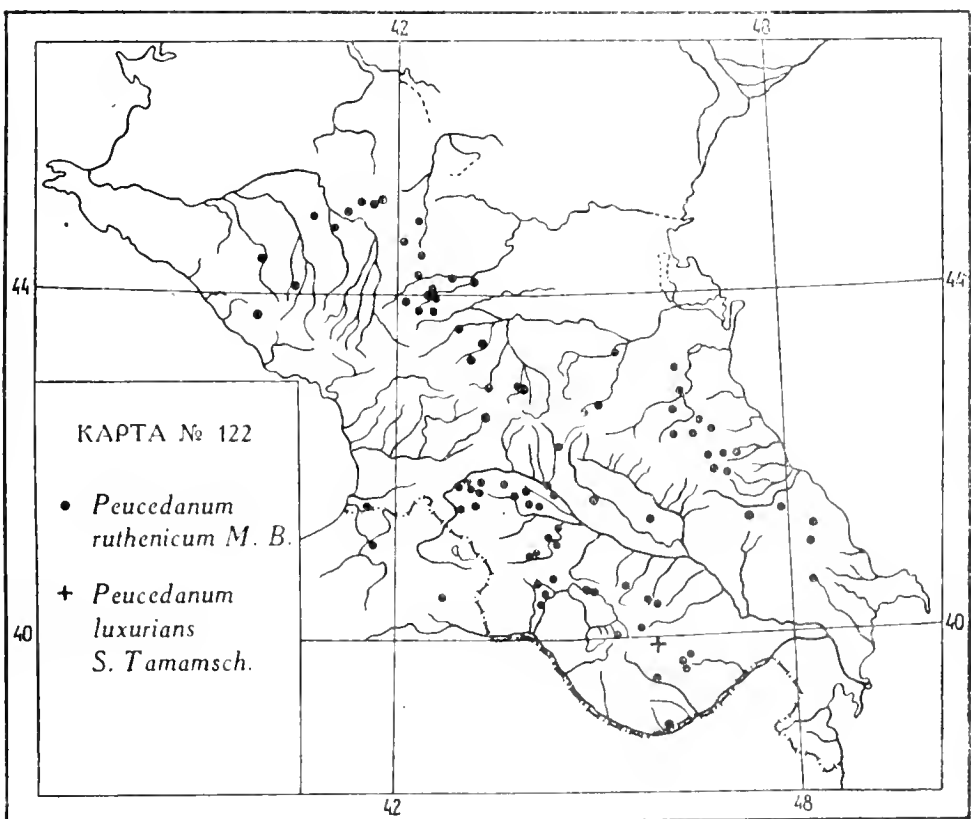 42 48
44 44
КАРТА № 122
Peucedanum
ruthenicum M. B.
Peucedanum
luxurians
S. Tamamsch.
40 40
42 48